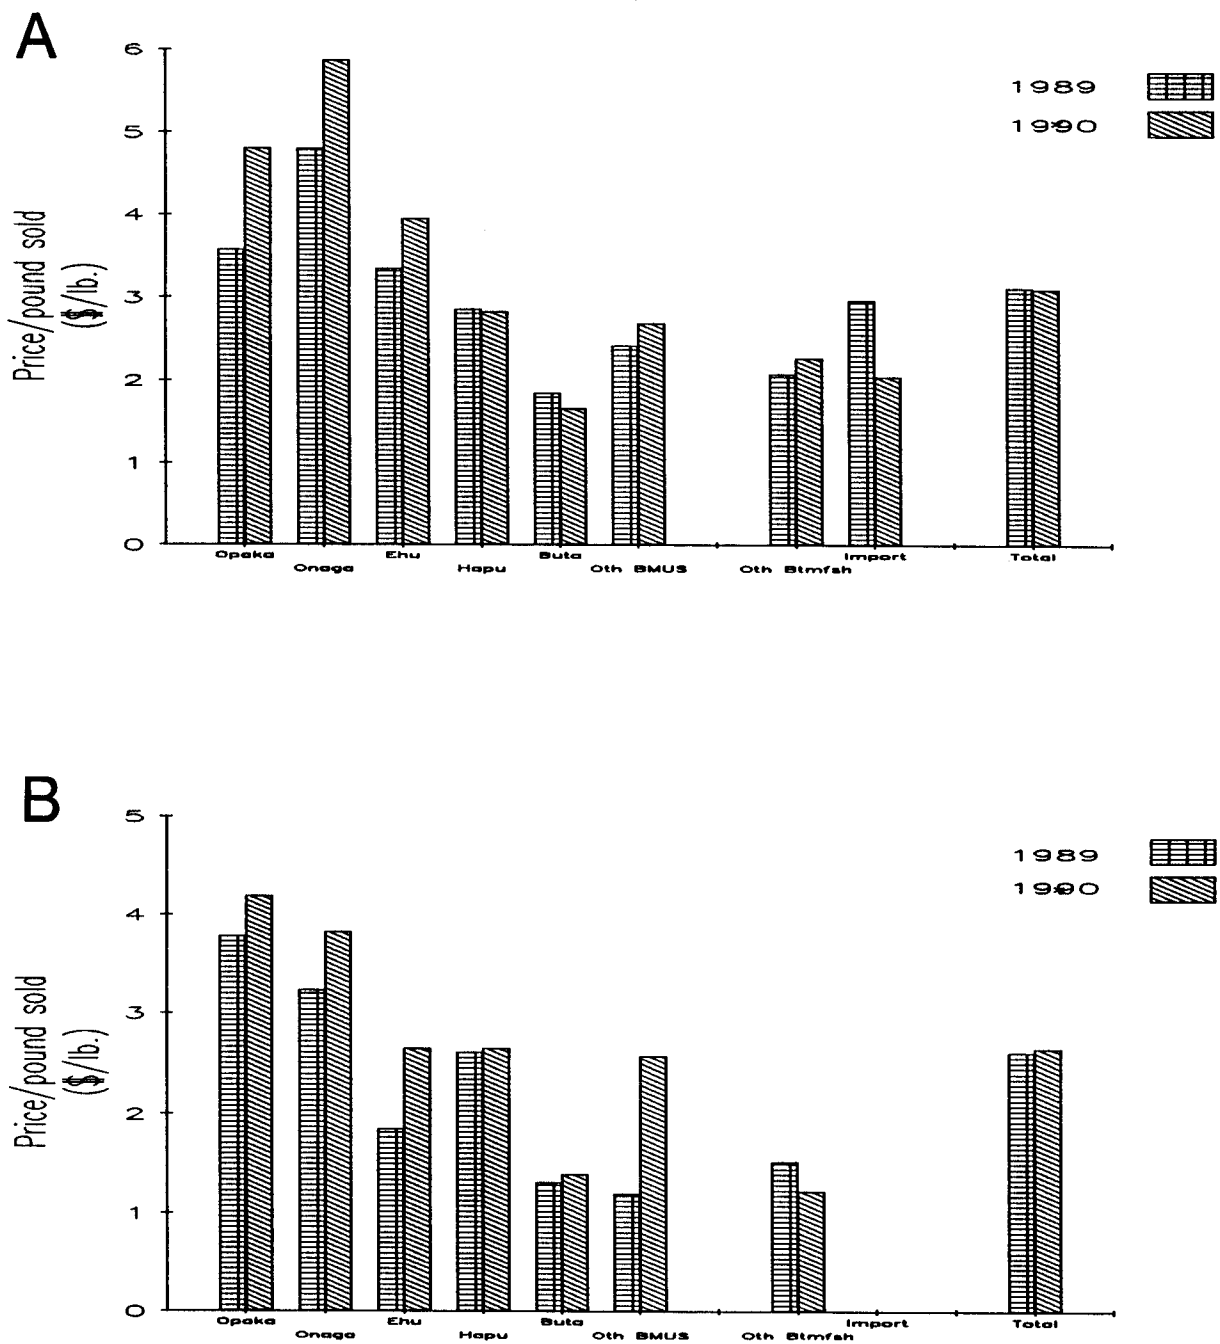 A
6
5
4
3
2
1
0
Price/pound sold
($/lb.)
1989
1990
Opaka
Onaga
Ehu
Hapu
Buta
Oth BMUS
Oth Btmfsh
Import
Total
B
5
4
3
2
1
0
Price/pound sold
($/lb.)
1989
1990
Opaka
Onaga
Ehu
Hapu
Buta
Oth BMUS
Oth Btmfsh
Import
Total